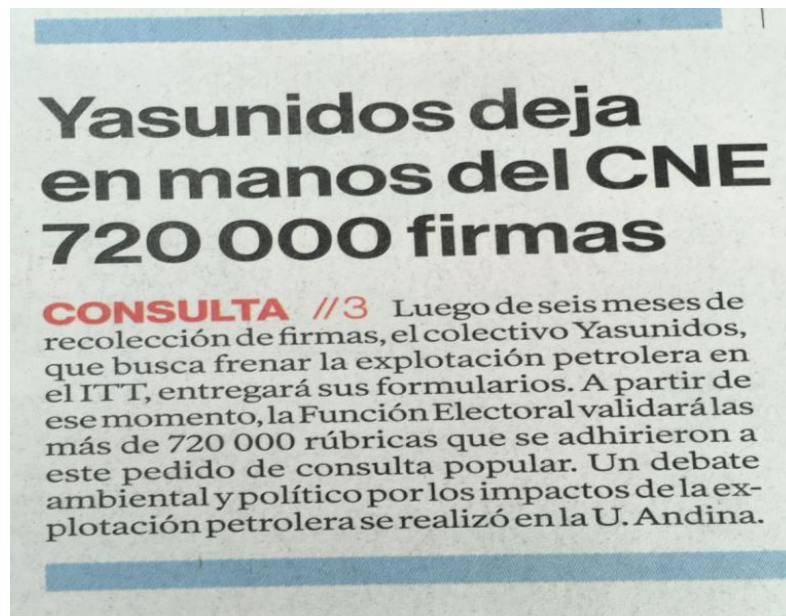 Yasunidos deja
en manos del CNE
720 000 firmas
CONSULTA //3 Luego de seis meses de
recolección de firmas, el colectivo Yasunidos,
que busca frenar la explotación petrolera en
el ITT, entregará sus formularios. A partir de
ese momento, la Función Electoral validará las
más de 720 000 rúbricas que se adhirieron a
este pedido de consulta popular. Un debate
ambiental y político por los impactos de la ex-
plotación petrolera se realizó en la U. Andina.